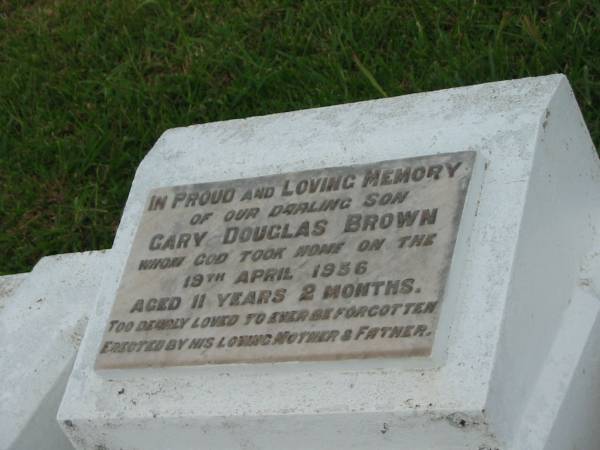 IN PROUD AND LOVING MEMORY
OF OUR DARLING SON
GARY DOUGLAS BROWN
WHOM GOD TOOK HOME ON THE
19TH APRIL 1956
AGED 11 YEARS 2 MONTHS.
TOO DEARLY LOVED TO EVER BE FORGOTTEN
ERECTED BY HIS LOVING MOTHER & FATHER.